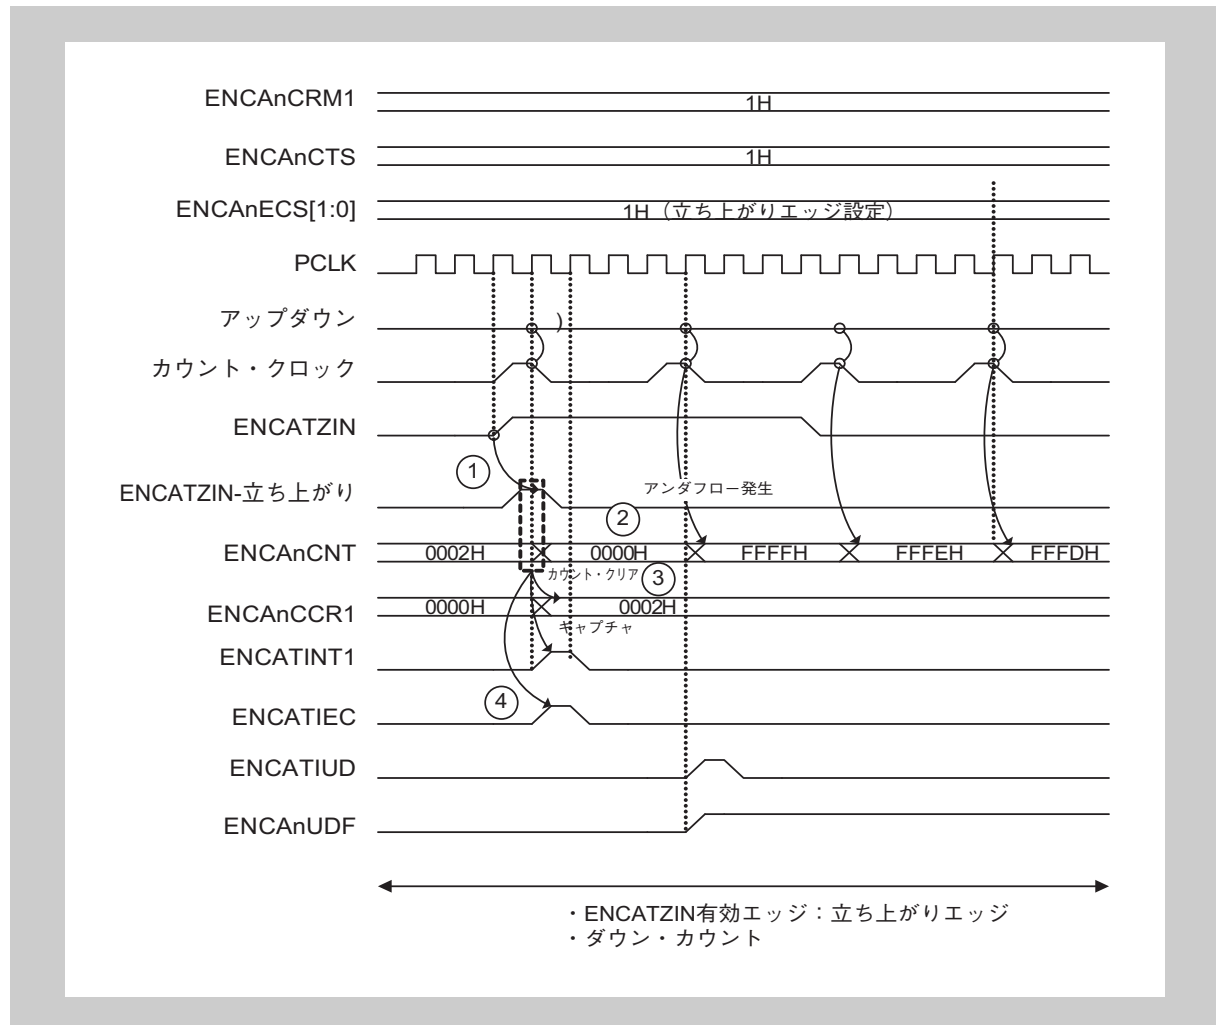 ENCAnCRM1 1H
ENCAnCTS 1H
ENCAnECS[1:0] 1H（立ち上がりエッジ設定）
PCLK
アップダウン )
カウント・クロック
ENCATZIN
①
ENCATZIN-立ち上がり アンダフロー発生
②
ENCAnCNT 0002H 0000H FFFFH FFFEH FFFDH
カウント・クリア ③
ENCAnCCR1 0000H 0002H
キャプチャ
ENCATINT1
④
ENCATIEC
ENCATIUD
ENCAnUDF
・ENCATZIN有効エッジ：立ち上がりエッジ
・ダウン・カウント